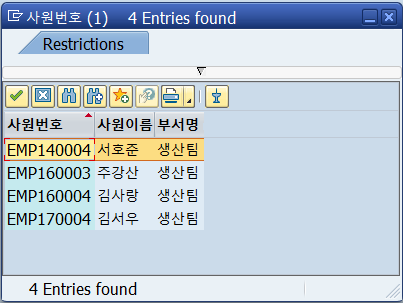 사원번호 (1) 4 Entries found
Restrictions
사원번호 사원이름 부서명
EMP140004 서호준 생산팀
EMP160003 주강산 생산팀
EMP160004 김사랑 생산팀
EMP170004 김서우 생산팀
4 Entries found